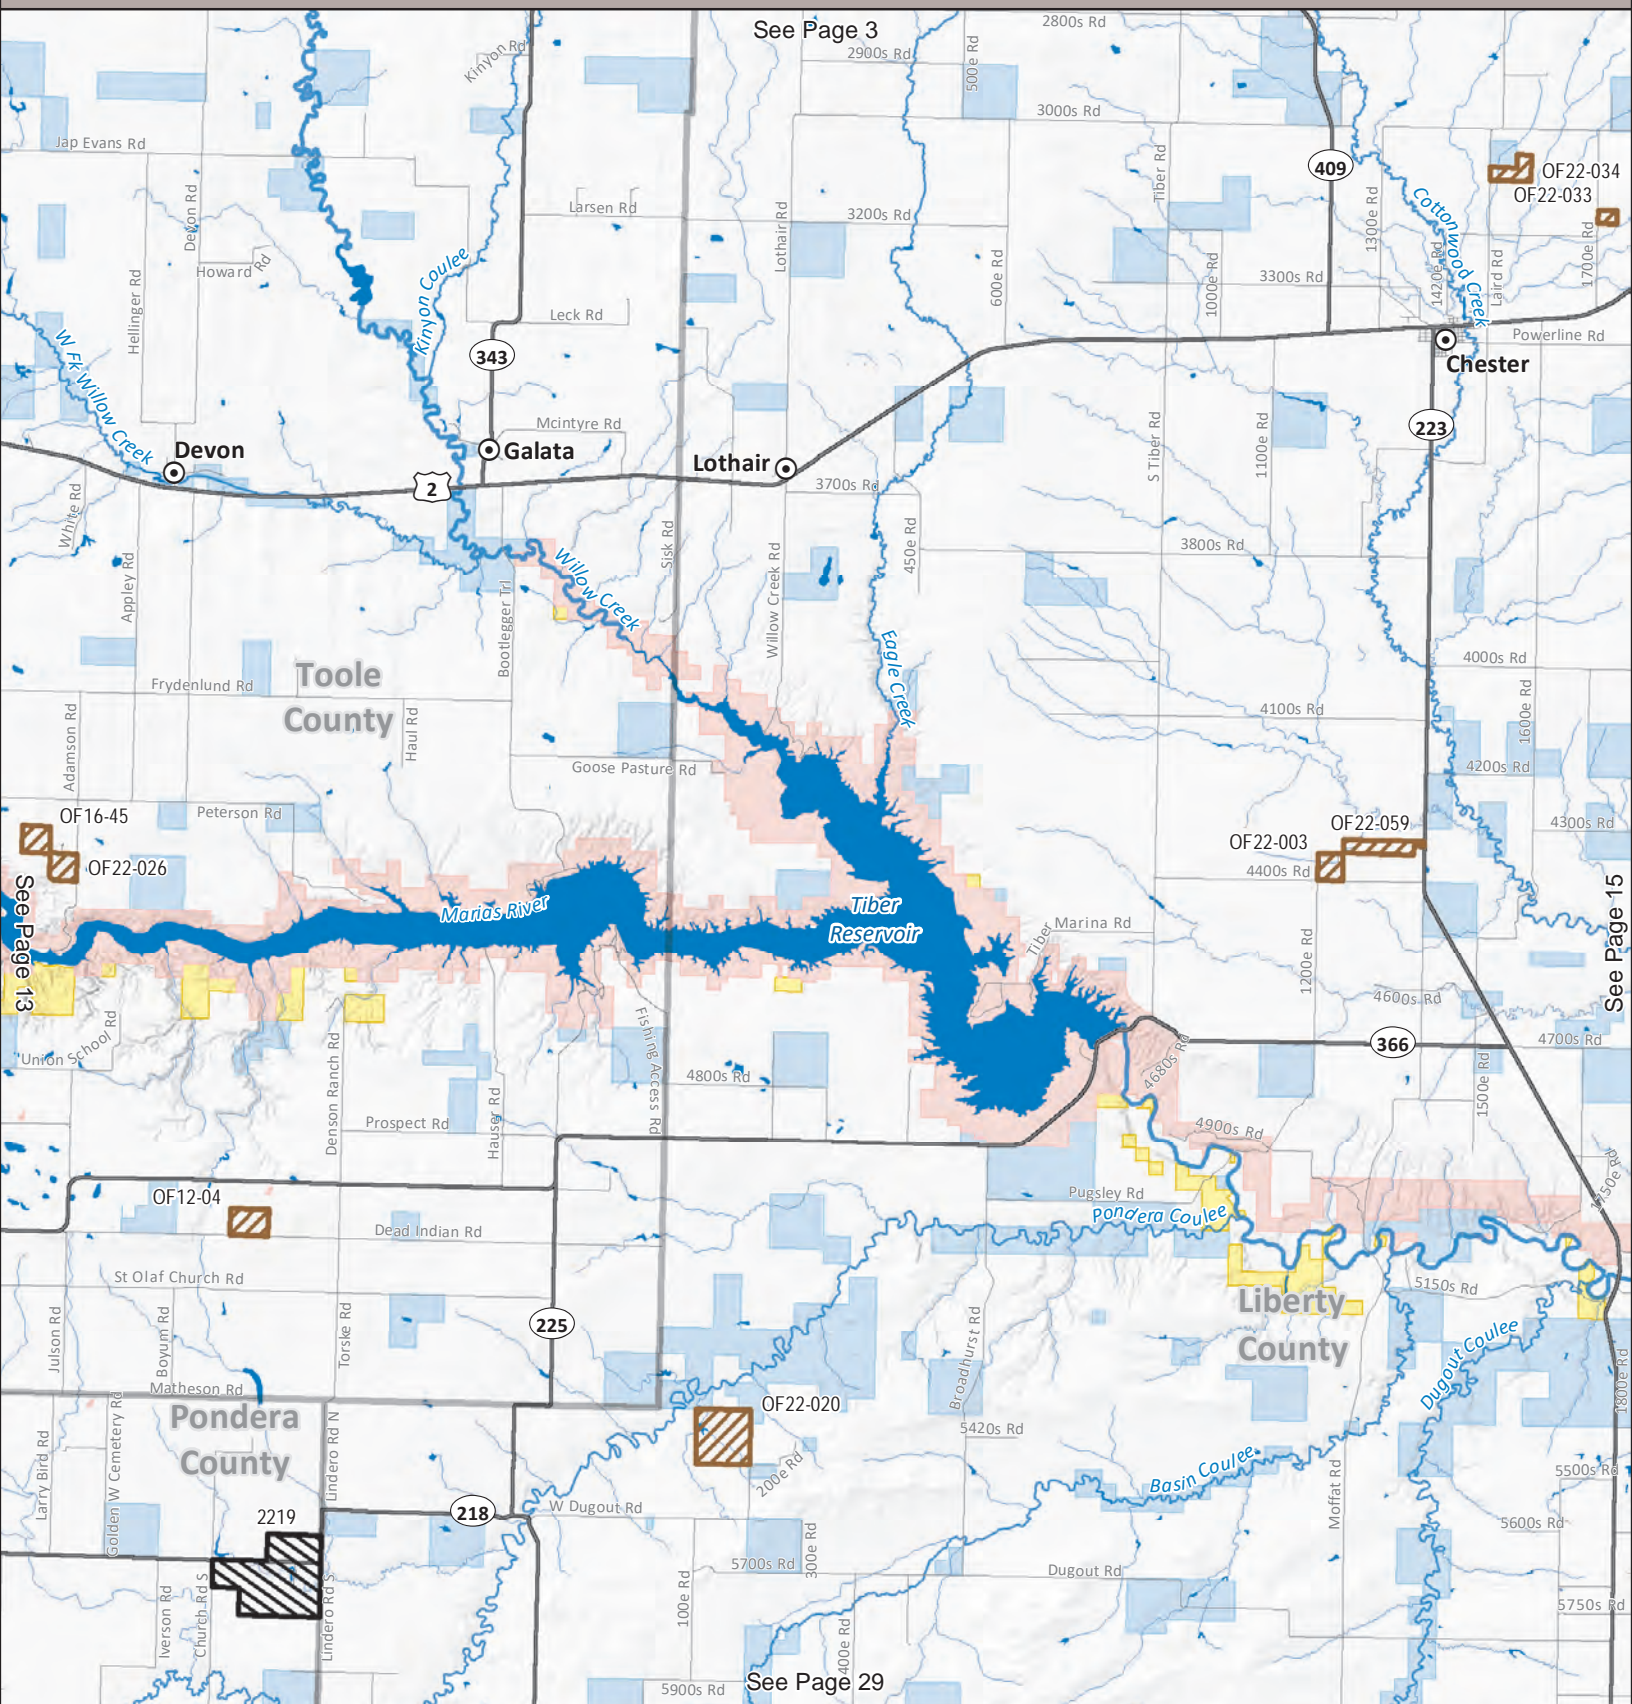 See Page 3
2800s Rd
Kinyon Rd
2900s Rd
500e Rd
3000s Rd
Jap Evans Rd
409
Tiber Rd
OF22-034
OF22-033
Devon Rd
Larsen Rd
Lothair Rd
3200s Rd
1300e Rd
Cottonwood Creek
1420e Rd
Laird Rd
1700e Rd
Howard Rd
Hellinger Rd
Kinyon Coulee
600e Rd
1000e Rd
3300s Rd
Leck Rd
Powerline Rd
W Fk Willow Creek
343
Chester
Mcintyre Rd
S Tiber Rd
1100e Rd
223
Devon
Galata
Lothair
2
3700s Rd
White Rd
Sisk Rd
450e Rd
3800s Rd
Appley Rd
Bootlegger Trl
Willow Creek
Willow Creek Rd
Eagle Creek
4000s Rd
Toole
County
Frydenlund Rd
Adamson Rd
Haul Rd
4100s Rd
1600e Rd
Goose Pasture Rd
4200s Rd
OF16-45
Peterson Rd
OF22-059
4300s Rd
OF22-003
OF22-026
4400s Rd
See Page 13
Marias River
Tiber
Reservoir
Tiber Marina Rd
1200e Rd
See Page 15
4600s Rd
Union School Rd
Denson Ranch Rd
Fishing Access Rd
4680s Rd
366
4700s Rd
4800s Rd
1500e Rd
Prospect Rd
Hauser Rd
4900s Rd
1750e Rd
OF12-04
Pugsley Rd
Pondera Coulee
Dead Indian Rd
St Olaf Church Rd
5150s Rd
Liberty
County
Julson Rd
Boyum Rd
Torske Rd
225
Broadhurst Rd
Dugout Coulee
1800e Rd
Matheson Rd
OF22-020
Pondera
County
Larry Bird Rd
Golden W Cemetery Rd
Lindero Rd N
5420s Rd
200e Rd
Basin Coulee
Moffat Rd
5500s Rd
2219
218
W Dugout Rd
5600s Rd
300e Rd
5700s Rd
Dugout Rd
Iverson Rd
Church Rd S
Lindero Rd S
100e Rd
400e Rd
5750s Rd
5900s Rd
See Page 29